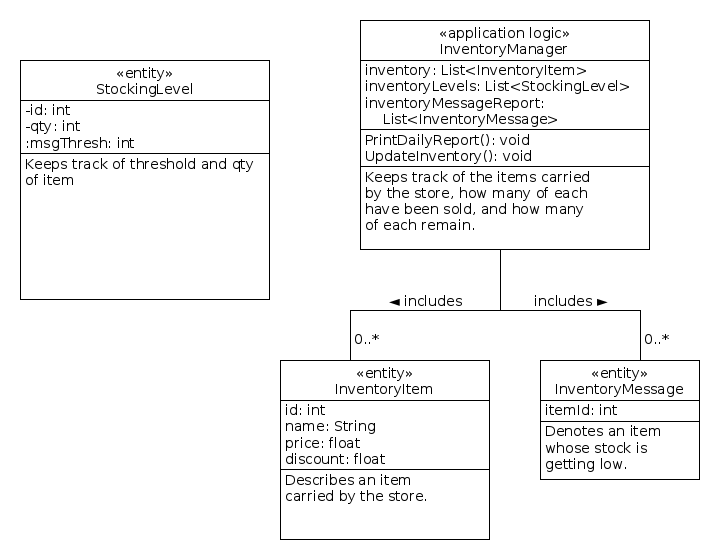 «entity»
StockingLevel
-id: int
-qty: int
:msgThresh: int
Keeps track of threshold and qty
of item
«application logic»
InventoryManager
inventory: List<InventoryItem>
inventoryLevels: List<StockingLevel>
inventoryMessageReport:
List<InventoryMessage>
PrintDailyReport(): void
UpdateInventory(): void
Keeps track of the items carried
by the store, how many of each
have been sold, and how many
of each remain.
◄ includes
includes ►
0..*
0..*
«entity»
InventoryItem
id: int
name: String
price: float
discount: float
Describes an item
carried by the store.
«entity»
InventoryMessage
itemId: int
Denotes an item
whose stock is
getting low.